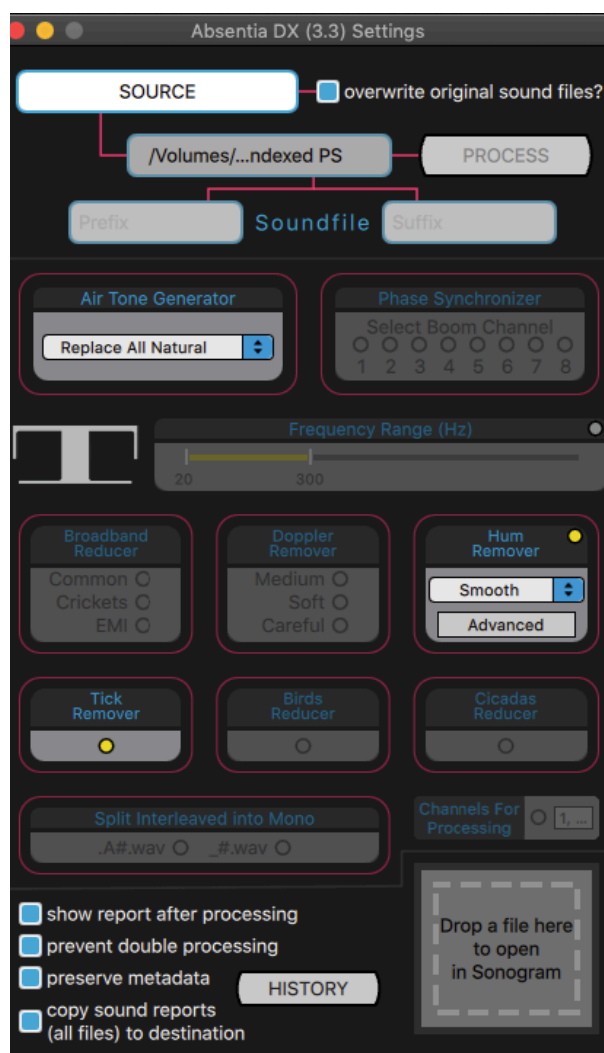 Absentia DX (3.3) Settings
SOURCE
overwrite original sound files?
/Volumes/...ndexed PS
PROCESS
Prefix
Soundfile
Suffix
Air Tone Generator
Replace All Natural
Phase Synchronizer
Select Boom Channel
1 2 3 4 5 6 7 8
Frequency Range (Hz)
20 300
Broadband
Reducer
Common
Crickets
EMI
Doppler
Remover
Medium
Soft
Careful
Hum
Remover
Smooth
Advanced
Tick
Remover
Birds
Reducer
Cicadas
Reducer
Split Interleaved into Mono
.A#.wav _#.wav
Channels For
Processing
1, ...
show report after processing
prevent double processing
preserve metadata
HISTORY
copy sound reports
(all files) to destination
Drop a file here
to open
in Sonogram